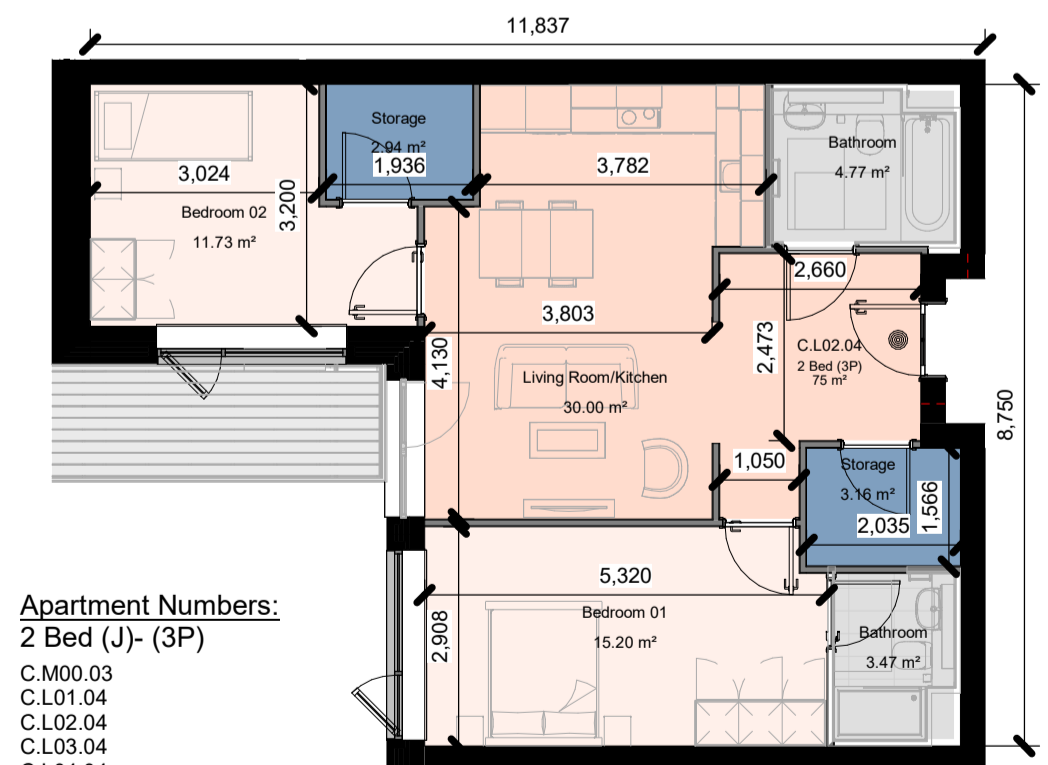 11,837
Storage
2.94 m²
1,936
3,782
Bathroom
4.77 m²
3,024
3,200
Bedroom 02
11.73 m²
2,660
3,803
4,130
2,473
C.L02.04
2 Bed (3P)
75 m²
Living Room/Kitchen
30.00 m²
8,750
1,050
Storage
3.16 m²
1,566
2,035
5,320
Bedroom 01
15.20 m²
2,908
Bathroom
3.47 m²
Apartment Numbers:
2 Bed (J)- (3P)
C.M00.03
C.L01.04
C.L02.04
C.L03.04